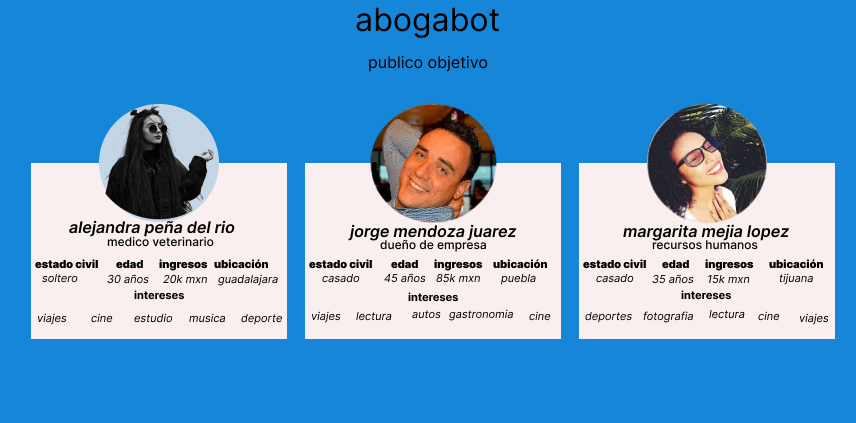 abogabot
publico objetivo
alejandra peña del rio
medico veterinario
estado civil edad ingresos ubicación
soltero 30 años 20k mxn guadalajara
intereses
viajes cine estudio musica deporte
jorge mendoza juarez
dueño de empresa
estado civil edad ingresos ubicación
casado 45 años 85k mxn puebla
intereses
viajes lectura autos gastronomia cine
margarita mejia lopez
recursos humanos
estado civil edad ingresos ubicación
casado 35 años 15k mxn tijuana
intereses
deportes fotografia lectura cine viajes